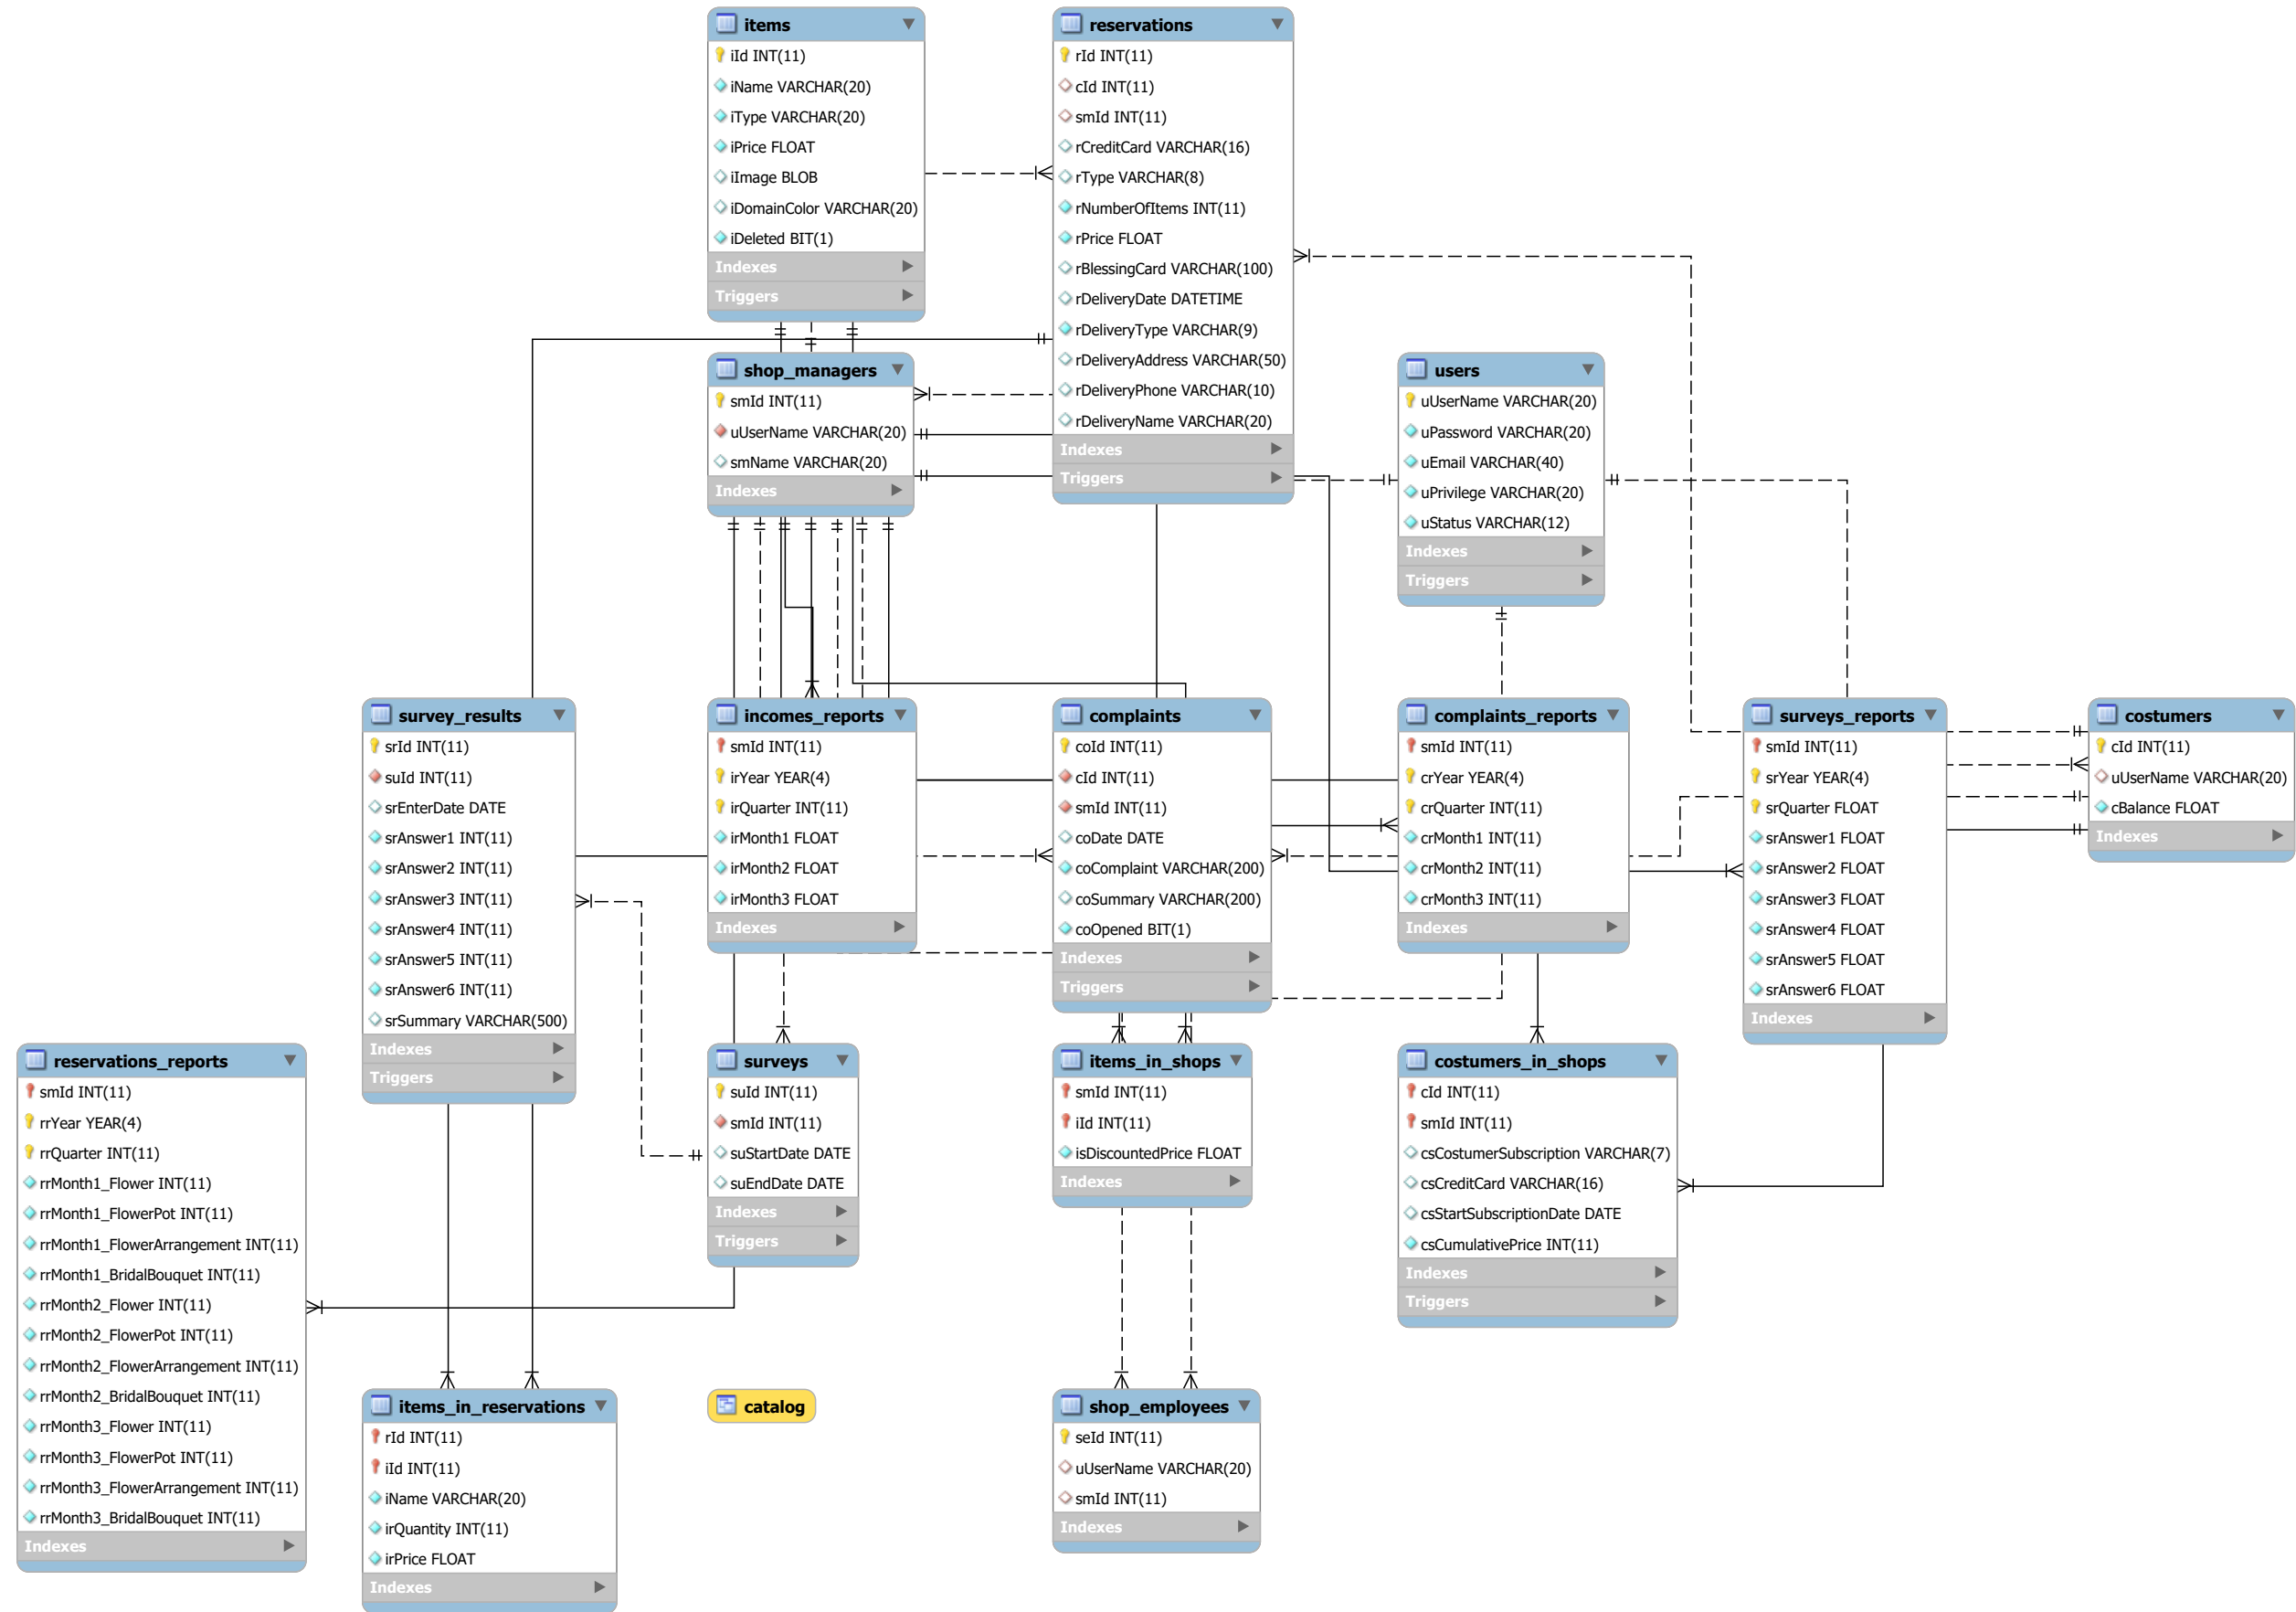 items
iId INT(11)
iName VARCHAR(20)
iType VARCHAR(20)
iPrice FLOAT
iImage BLOB
iDomainColor VARCHAR(20)
iDeleted BIT(1)
Indexes
Triggers
reservations
rId INT(11)
cId INT(11)
smId INT(11)
rCreditCard VARCHAR(16)
rType VARCHAR(8)
rNumberOfItems INT(11)
rPrice FLOAT
rBlessingCard VARCHAR(100)
rDeliveryDate DATETIME
rDeliveryType VARCHAR(9)
rDeliveryAddress VARCHAR(50)
rDeliveryPhone VARCHAR(10)
rDeliveryName VARCHAR(20)
Indexes
Triggers
shop_managers
smId INT(11)
uUserName VARCHAR(20)
smName VARCHAR(20)
Indexes
users
uUserName VARCHAR(20)
uPassword VARCHAR(20)
uEmail VARCHAR(40)
uPrivilege VARCHAR(20)
uStatus VARCHAR(12)
Indexes
Triggers
survey_results
srId INT(11)
suId INT(11)
srEnterDate DATE
srAnswer1 INT(11)
srAnswer2 INT(11)
srAnswer3 INT(11)
srAnswer4 INT(11)
srAnswer5 INT(11)
srAnswer6 INT(11)
srSummary VARCHAR(500)
Indexes
Triggers
incomes_reports
smId INT(11)
irYear YEAR(4)
irQuarter INT(11)
irMonth1 FLOAT
irMonth2 FLOAT
irMonth3 FLOAT
Indexes
complaints
coId INT(11)
cId INT(11)
smId INT(11)
coDate DATE
coComplaint VARCHAR(200)
coSummary VARCHAR(200)
coOpened BIT(1)
Indexes
Triggers
complaints_reports
smId INT(11)
crYear YEAR(4)
crQuarter INT(11)
crMonth1 INT(11)
crMonth2 INT(11)
crMonth3 INT(11)
Indexes
surveys_reports
smId INT(11)
srYear YEAR(4)
srQuarter FLOAT
srAnswer1 FLOAT
srAnswer2 FLOAT
srAnswer3 FLOAT
srAnswer4 FLOAT
srAnswer5 FLOAT
srAnswer6 FLOAT
Indexes
costumers
cId INT(11)
uUserName VARCHAR(20)
cBalance FLOAT
Indexes
reservations_reports
smId INT(11)
rrYear YEAR(4)
rrQuarter INT(11)
rrMonth1_Flower INT(11)
rrMonth1_FlowerPot INT(11)
rrMonth1_FlowerArrangement INT(11)
rrMonth1_BridalBouquet INT(11)
rrMonth2_Flower INT(11)
rrMonth2_FlowerPot INT(11)
rrMonth2_FlowerArrangement INT(11)
rrMonth2_BridalBouquet INT(11)
rrMonth3_Flower INT(11)
rrMonth3_FlowerPot INT(11)
rrMonth3_FlowerArrangement INT(11)
rrMonth3_BridalBouquet INT(11)
Indexes
surveys
suId INT(11)
smId INT(11)
suStartDate DATE
suEndDate DATE
Indexes
Triggers
items_in_shops
smId INT(11)
iId INT(11)
isDiscountedPrice FLOAT
Indexes
costumers_in_shops
cId INT(11)
smId INT(11)
csCostumerSubscription VARCHAR(7)
csCreditCard VARCHAR(16)
csStartSubscriptionDate DATE
csCumulativePrice INT(11)
Indexes
Triggers
items_in_reservations
rId INT(11)
iId INT(11)
iName VARCHAR(20)
irQuantity INT(11)
irPrice FLOAT
Indexes
catalog
shop_employees
seId INT(11)
uUserName VARCHAR(20)
smId INT(11)
Indexes